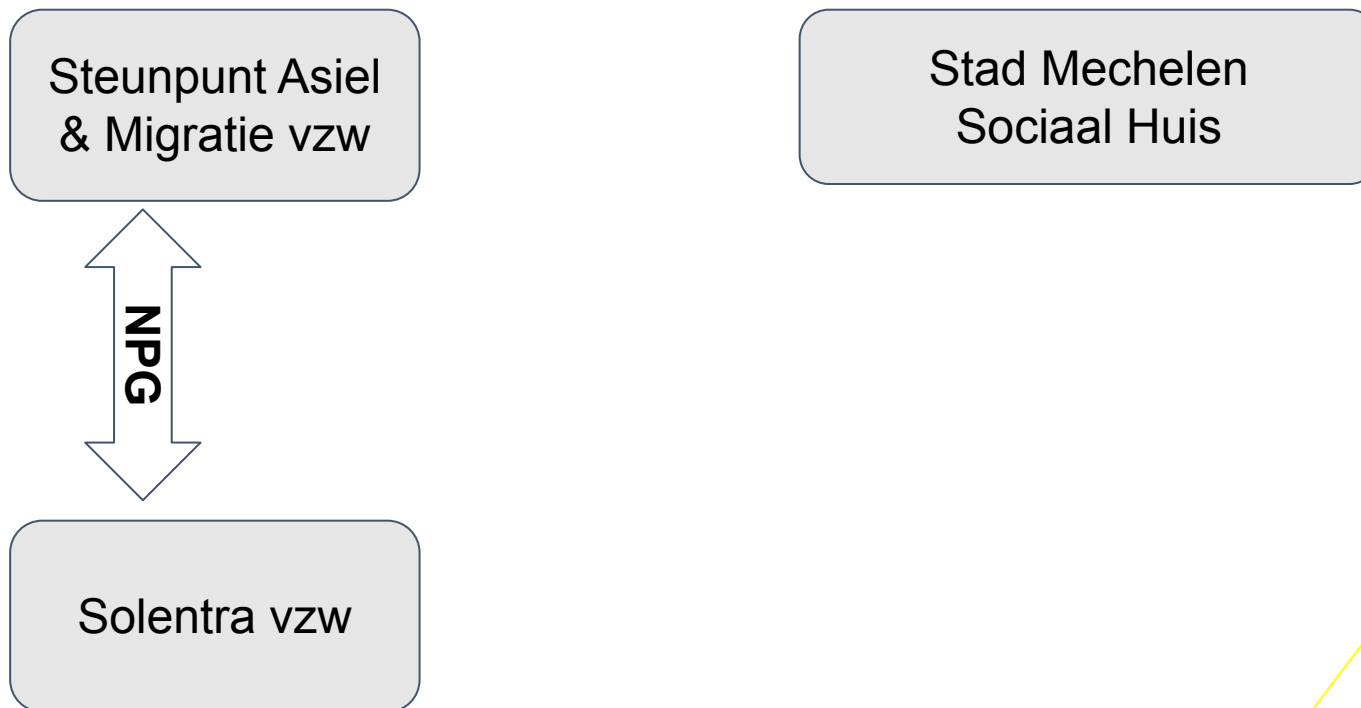 Steunpunt Asiel
& Migratie vzw
Stad Mechelen
Sociaal Huis
NPG
Solentra vzw